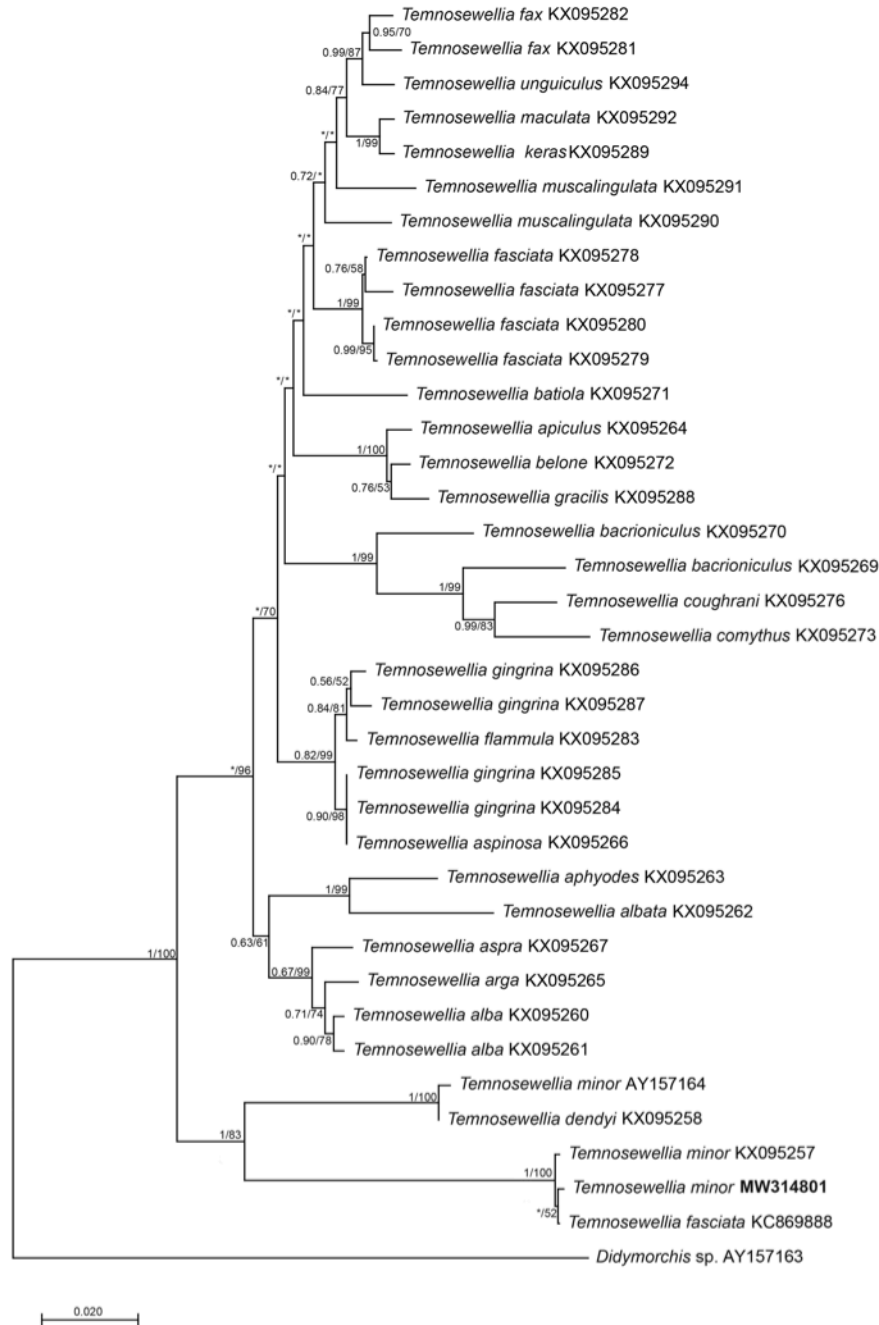 Temnosewellia fax KX095282
0.95/70
Temnosewellia fax KX095281
0.99/87
Temnosewellia unguiculus KX095294
0.84/77
Temnosewellia maculata KX095292
1/99
Temnosewellia kerasKX095289
*/*
Temnosewellia muscalingulata KX095291
0.72/*
Temnosewellia muscalingulata KX095290
*/*
Temnosewellia fasciata KX095278
0.76/58
Temnosewellia fasciata KX095277
1/99
Temnosewellia fasciata KX095280
*/*
0.99/95
Temnosewellia fasciata KX095279
*/*
Temnosewellia batiola KX095271
Temnosewellia apiculus KX095264
1/100
Temnosewellia belone KX095272
*/*
0.76/53
Temnosewellia gracilis KX095288
Temnosewellia bacrioniculus KX095270
1/99
Temnosewellia bacrioniculus KX095269
1/99
Temnosewellia coughrani KX095276
*/70
0.99/83
Temnosewellia comythus KX095273
Temnosewellia gingrina KX095286
0.56/52
Temnosewellia gingrina KX095287
0.84/81
Temnosewellia flammula KX095283
0.82/99
*/96
Temnosewellia gingrina KX095285
Temnosewellia gingrina KX095284
0.90/98
Temnosewellia aspinosa KX095266
Temnosewellia aphyodes KX095263
1/99
Temnosewellia albata KX095262
0.63/61
Temnosewellia aspra KX095267
1/100
0.67/99
Temnosewellia arga KX095265
0.71/74
Temnosewellia alba KX095260
0.90/78
Temnosewellia alba KX095261
Temnosewellia minor AY157164
1/100
Temnosewellia dendyi KX095258
1/83
Temnosewellia minor KX095257
1/100
Temnosewellia minor MW314801
*/52
Temnosewellia fasciata KC869888
Didymorchis sp. AY157163
0.020